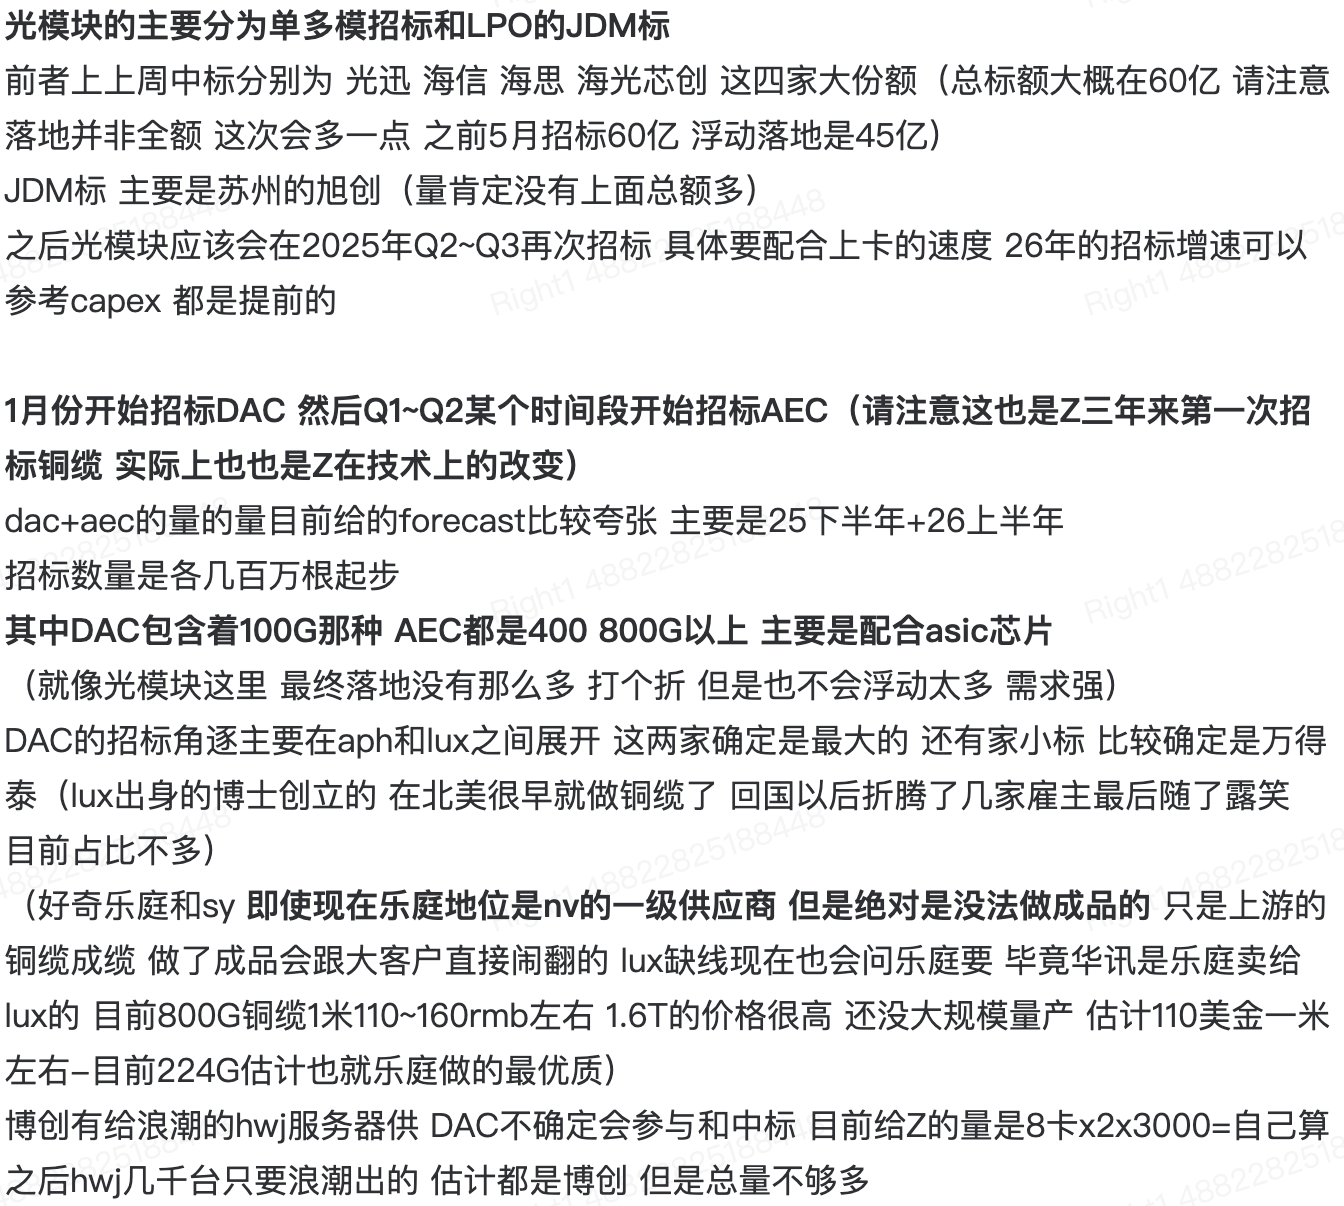 光模块的主要分为单多模招标和LPO的JDM标
前者上上周中标分别为 光迅 海信 海思 海光芯创 这四家大份额（总标额大概在60亿 请注意
落地并非全额 这次会多一点 之前5月招标60亿 浮动落地是45亿）
JDM标 主要是苏州的旭创（量肯定没有上面总额多）
之后光模块应该会在2025年Q2~Q3再次招标 具体要配合上卡的速度 26年的招标增速可以
参考capex 都是提前的
1月份开始招标DAC 然后Q1~Q2某个时间段开始招标AEC（请注意这也是Z三年来第一次招
标铜缆 实际上也也是Z在技术上的改变）
dac+aec的量的量目前给的forecast比较夸张 主要是25下半年+26上半年
招标数量是各几百万根起步
其中DAC包含着100G那种 AEC都是400 800G以上 主要是配合asic芯片
（就像光模块这里 最终落地没有那么多 打个折 但是也不会浮动太多 需求强）
DAC的招标角逐主要在aph和lux之间展开 这两家确定是最大的 还有家小标 比较确定是万得
泰（lux出身的博士创立的 在北美很早就做铜缆了 回国以后折腾了几家雇主最后随了露笑
目前占比不多）
（好奇乐庭和sy 即使现在乐庭地位是nv的一级供应商 但是绝对是没法做成品的 只是上游的
铜缆成缆 做了成品会跟大客户直接闹翻的 lux缺线现在也会问乐庭要 毕竟华讯是乐庭卖给
lux的 目前800G铜缆1米110~160rmb左右 1.6T的价格很高 还没大规模量产 估计110美金一米
左右–目前224G估计也就乐庭做的最优质）
博创有给浪潮的hwj服务器供 DAC不确定会参与和中标 目前给Z的量是8卡x2x3000=自己算
之后hwj几千台只要浪潮出的 估计都是博创 但是总量不够多
Right1 48822825188448